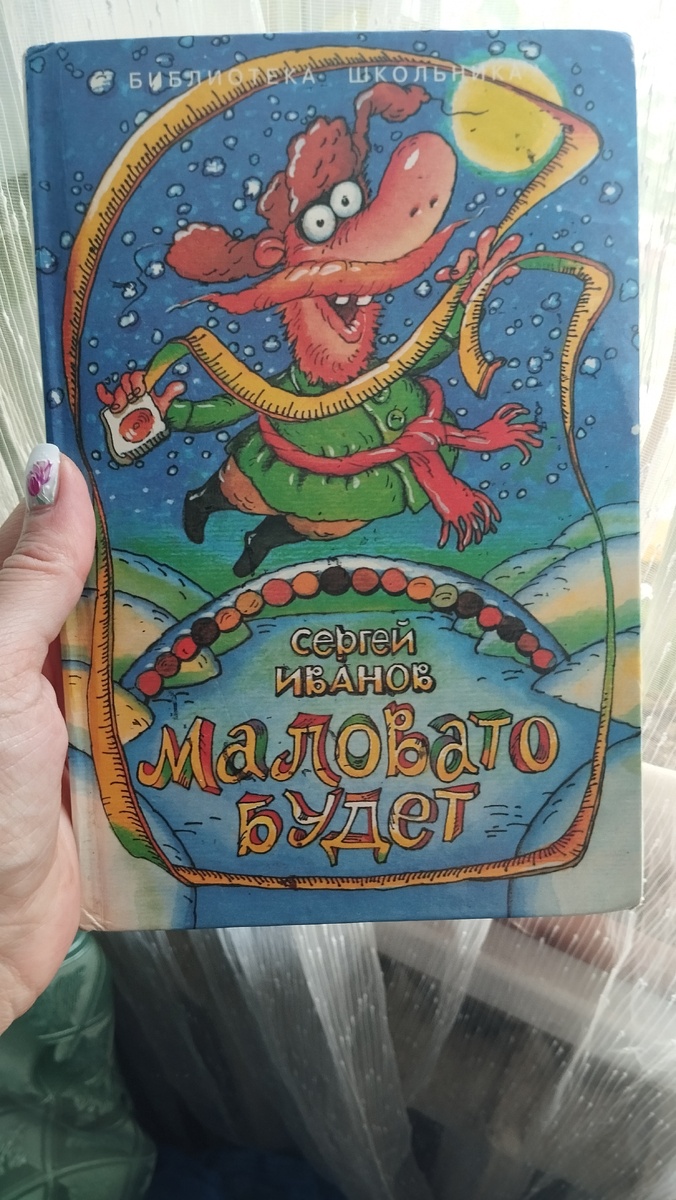 БИБЛИОТЕКА ШКОЛЬНИКА
Сергей
Иванов
Маловато
будет